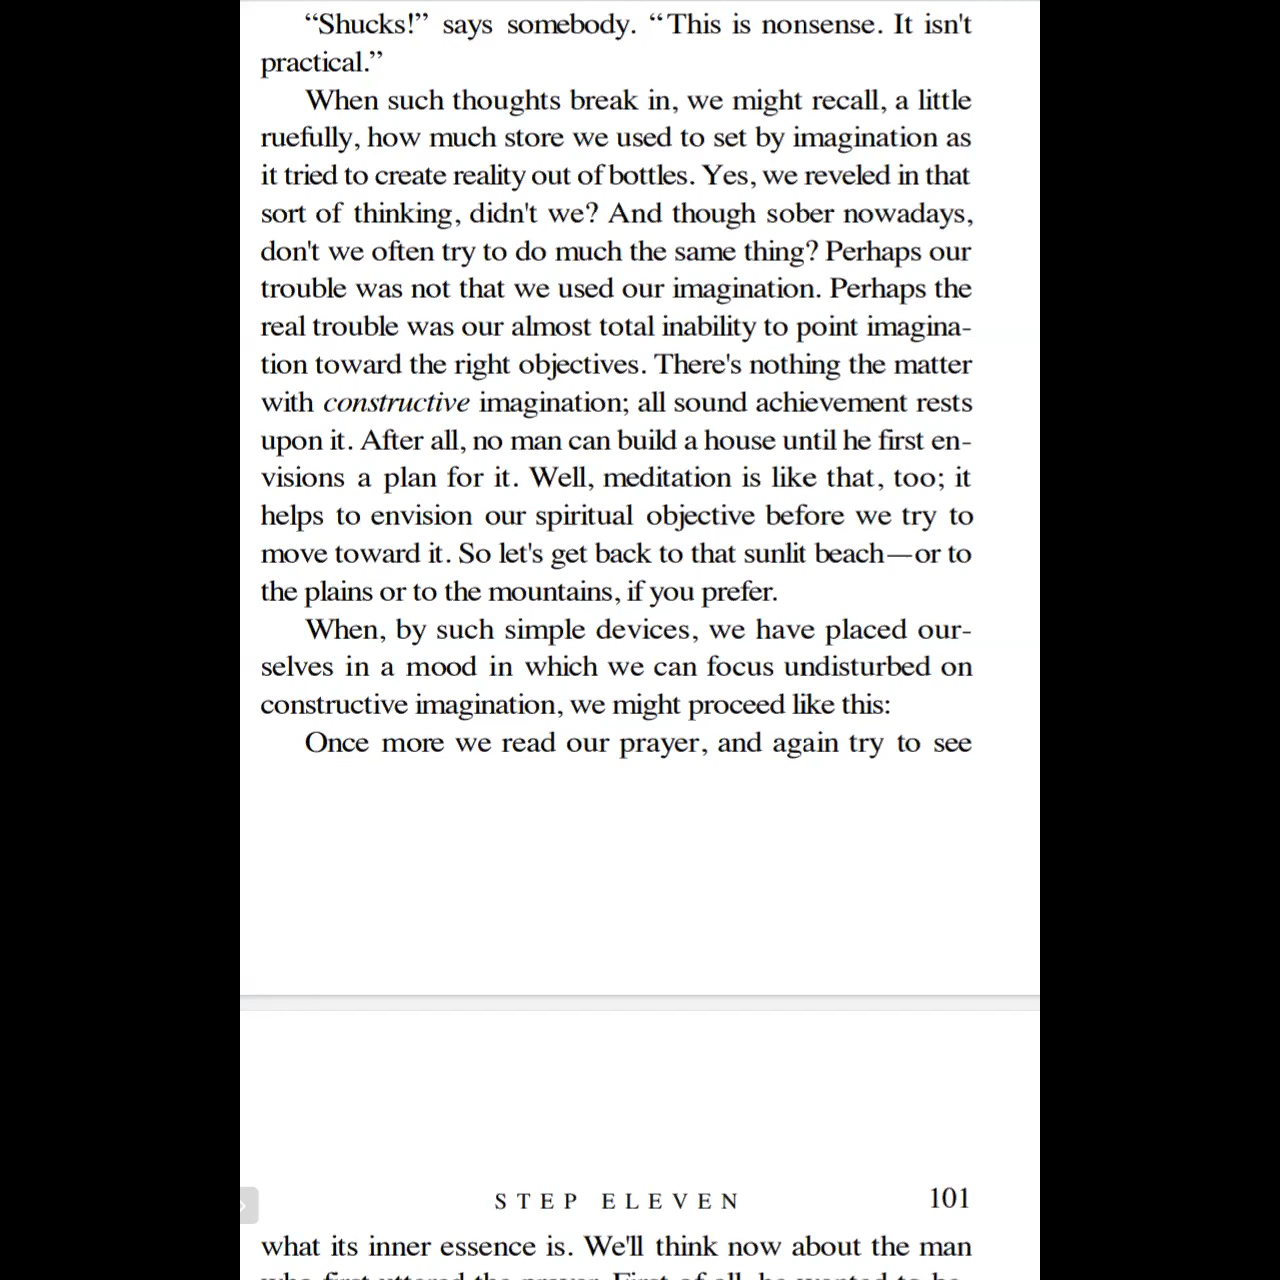 “Shucks!” says somebody. “This is nonsense. It isn't
practical.”
When such thoughts break in, we might recall, a little
ruefully, how much store we used to set by imagination as
it tried to create reality out of bottles. Yes, we reveled in that
sort of thinking, didn't we? And though sober nowadays,
don't we often try to do much the same thing? Perhaps our
trouble was not that we used our imagination. Perhaps the
real trouble was our almost total inability to point imagina-
tion toward the right objectives. There's nothing the matter
with constructive imagination; all sound achievement rests
upon it. After all, no man can build a house until he first en-
visions a plan for it. Well, meditation is like that, too; it
helps to envision our spiritual objective before we try to
move toward it. So let's get back to that sunlit beach—or to
the plains or to the mountains, if you prefer.
When, by such simple devices, we have placed our-
selves in a mood in which we can focus undisturbed on
constructive imagination, we might proceed like this:
Once more we read our prayer, and again try to see
STEP ELEVEN 101
what its inner essence is. We'll think now about the man